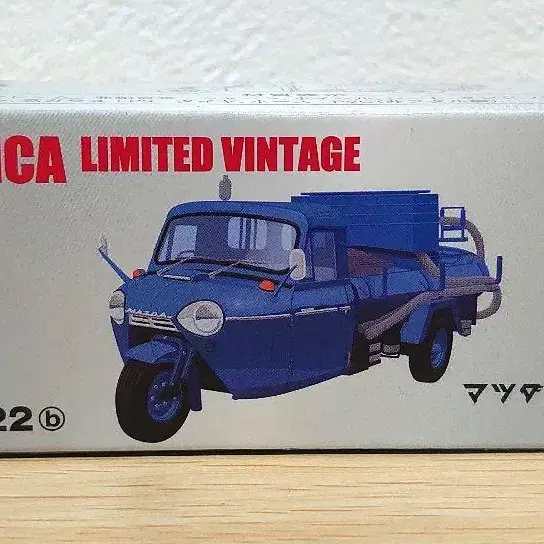 ICA LIMITED VINTAGE
MAZDA
マツダ
22 b